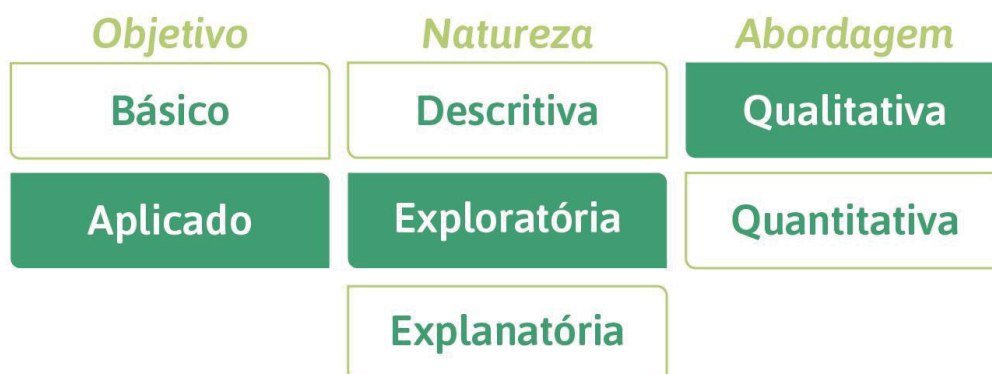 Objetivo Natureza Abordagem
Básico Descritiva Qualitativa
Aplicado Exploratória Quantitativa
Explanatória